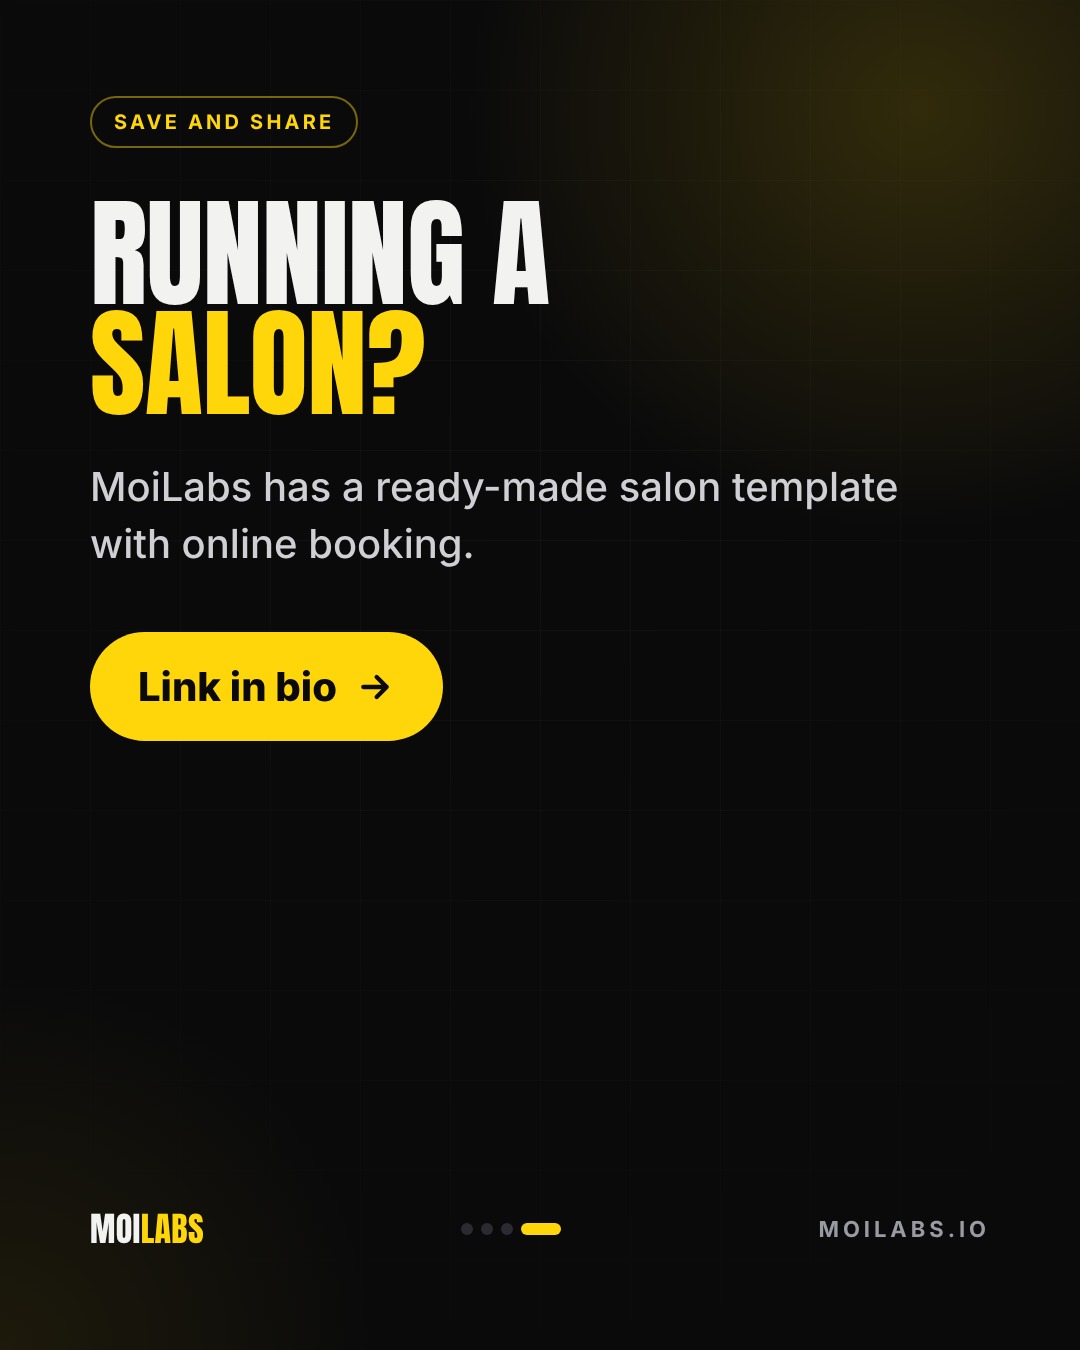 SAVE AND SHARE
RUNNING A
SALON?
MoiLabs has a ready-made salon template
with online booking.
Link in bio →
MOILABS
MOILABS.IO